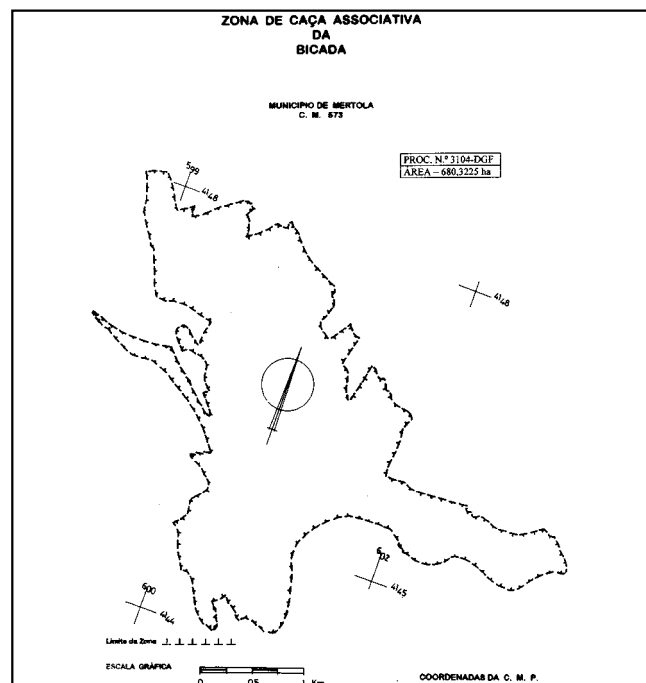 ZONA DE CAÇA ASSOCIATIVA
DA
BICADA
MUNICIPIO DE MERTOLA
C. M. 573
PROC. N.º 3104-DGF
ÁREA – 680,3225 ha
599
4148
4148
602
4145
600
4144
Limite da Zona
ESCALA GRÁFICA
0 0.5 1 Km
COORDENADAS DA C. M. P.